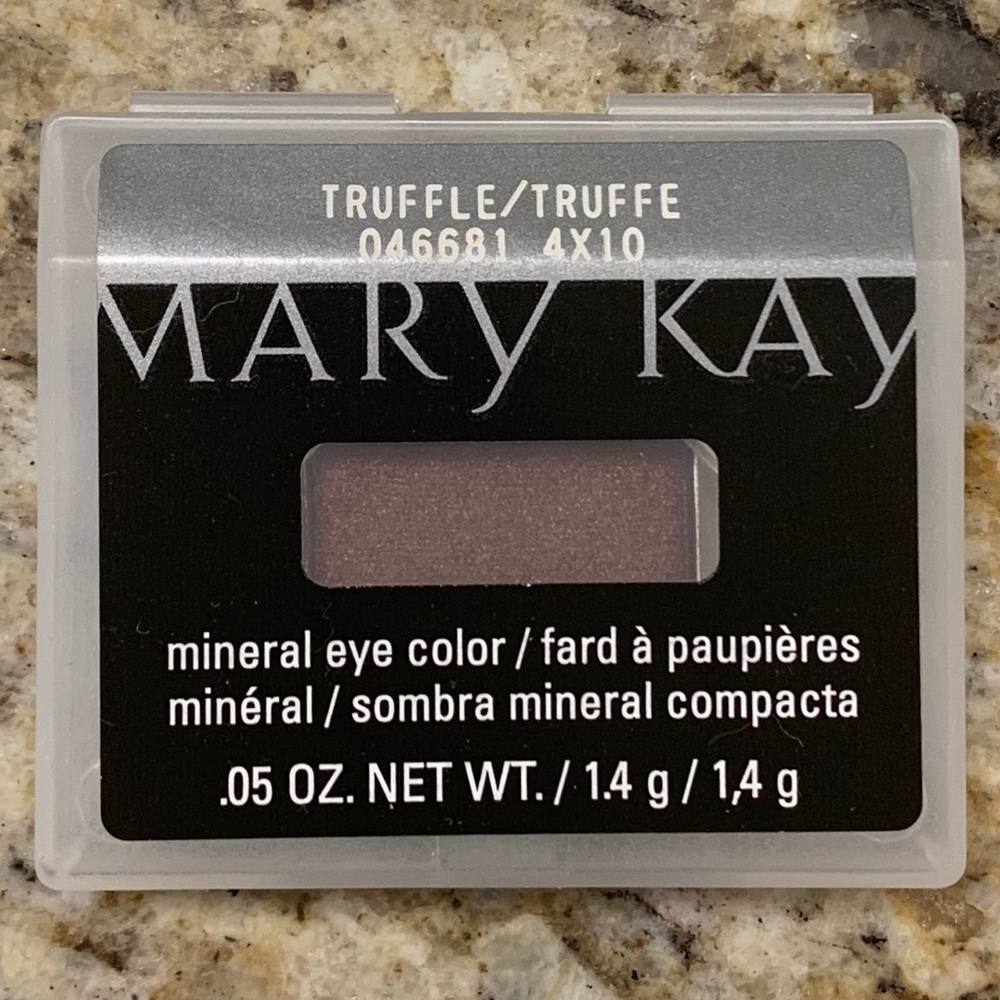 TRUFFLE/TRUFFE
046681 4X10
MARY KAY
mineral eye color / fard à paupières
minéral / sombra mineral compacta
.05 OZ. NET WT. / 1.4 g / 1,4 g